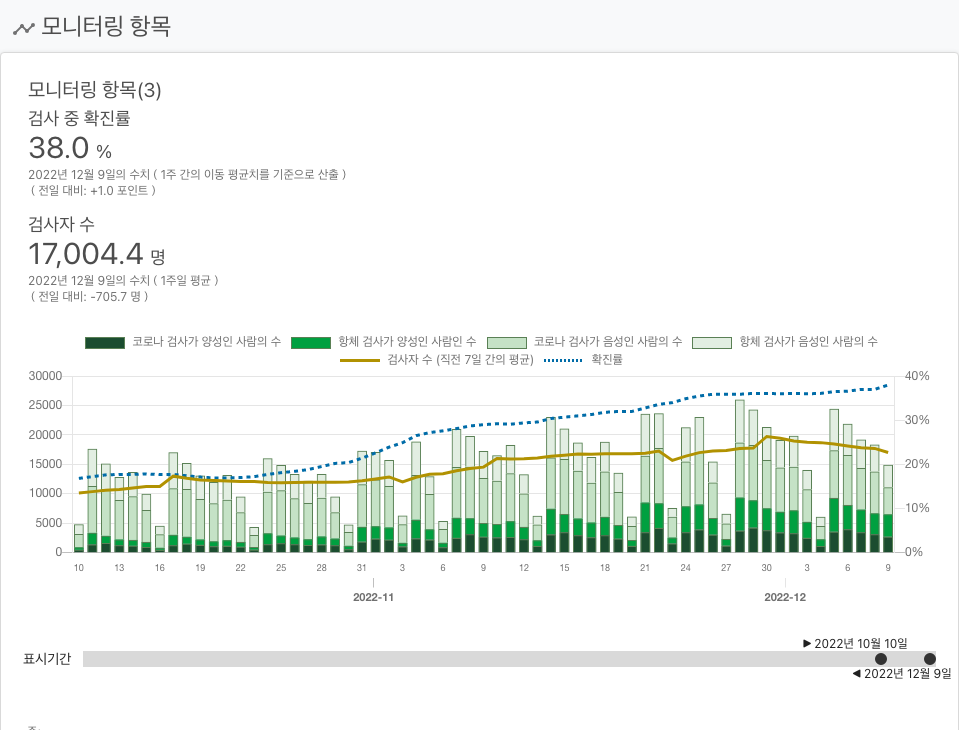 모니터링 항목
모니터링 항목(3)
검사 중 확진률
38.0 %
2022년 12월 9일의 수치 ( 1주 간의 이동 평균치를 기준으로 산출 )
( 전일 대비: +1.0 포인트 )
검사자 수
17,004.4 명
2022년 12월 9일의 수치 ( 1주일 평균 )
( 전일 대비: -705.7 명 )
코로나 검사가 양성인 사람의 수 항체 검사가 양성인 사람인 수 코로나 검사가 음성인 사람의 수 항체 검사가 음성인 사람의 수
검사자 수 (직전 7일 간의 평균) 확진률
30000 40%
25000
30%
20000
15000 20%
10000
10%
5000
0 0%
10 13 16 19 22 25 28 31 3 6 9 12 15 18 21 24 27 30 3 6 9
2022-11 2022-12
▶ 2022년 10월 10일
표시기간
◀ 2022년 12월 9일